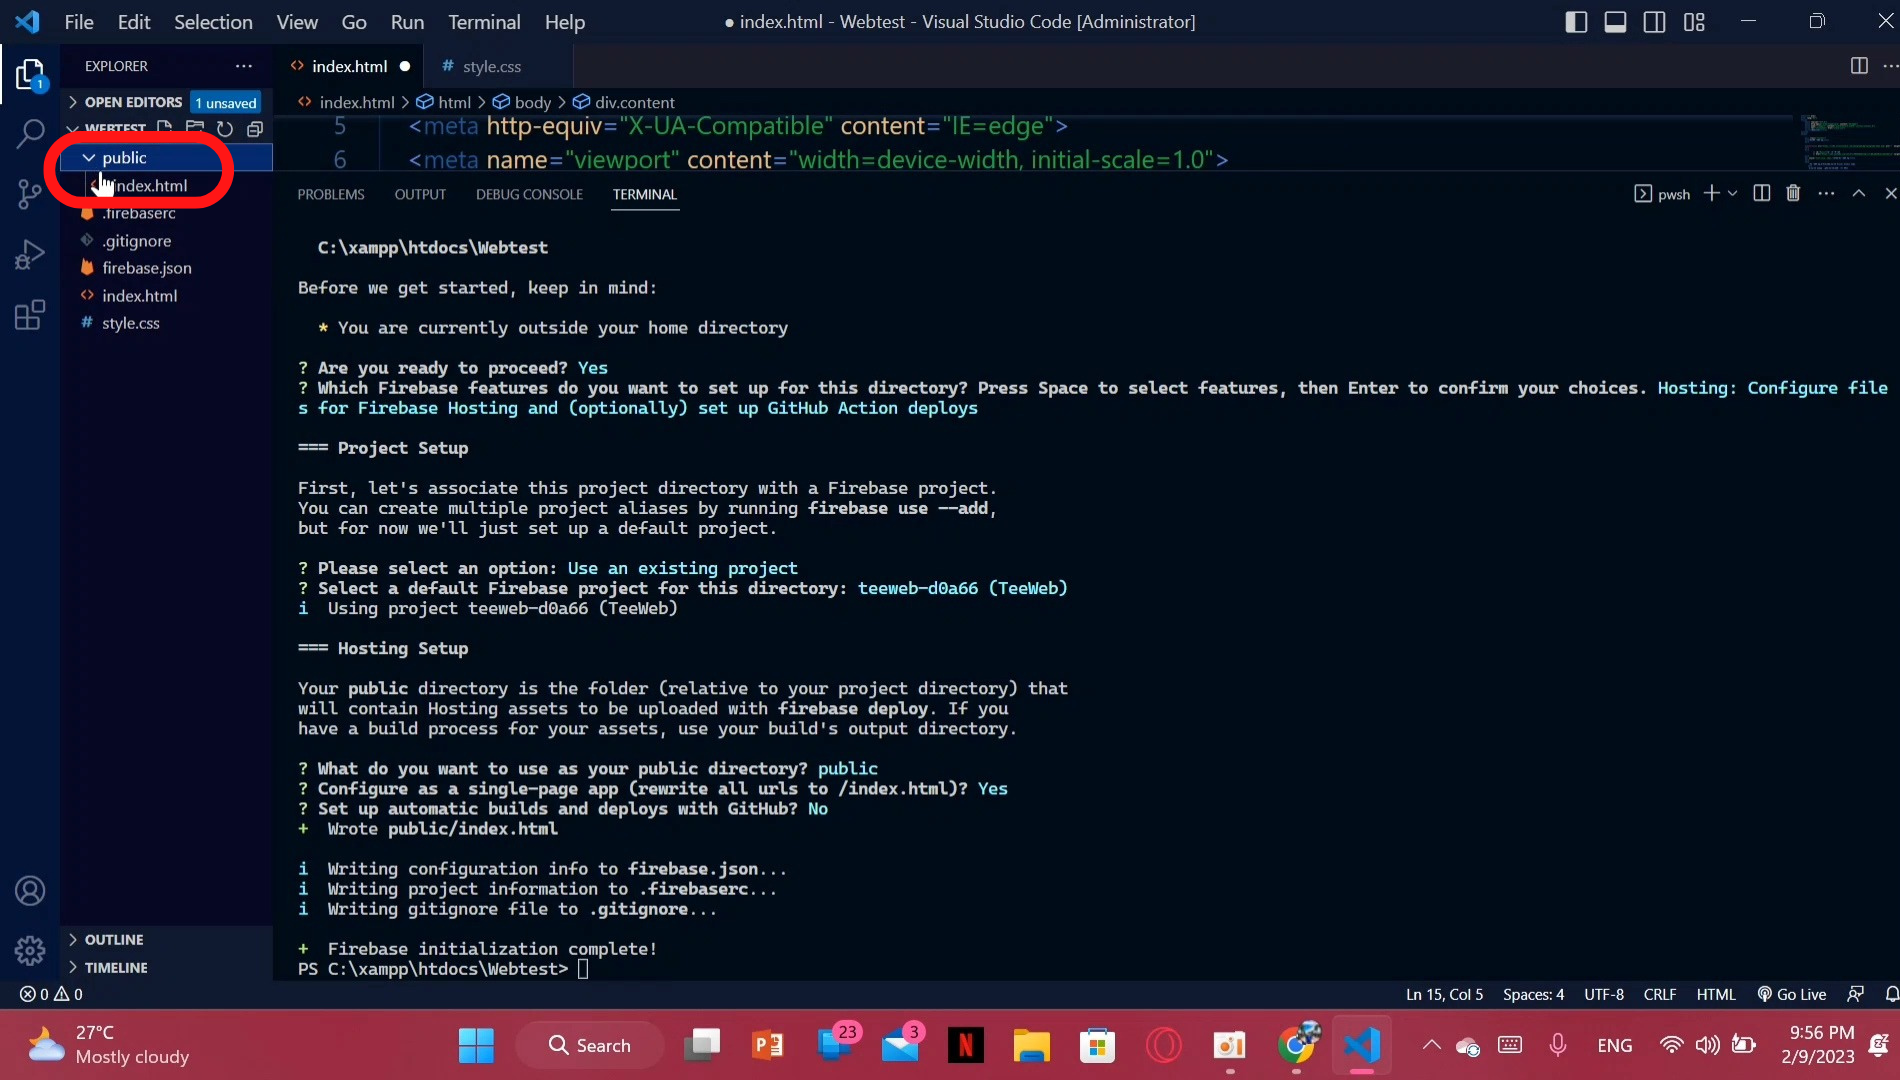 File Edit Selection View Go Run Terminal Help
● index.html - Webtest - Visual Studio Code [Administrator]
EXPLORER
index.html ●
# style.css
1
OPEN EDITORS 1 unsaved
index.html > html > body > div.content
WEBTEST
5 <meta http-equiv="X-UA-Compatible" content="IE=edge">
public
6 <meta name="viewport" content="width=device-width, initial-scale=1.0">
index.html
.firebaserc
.gitignore
firebase.json
index.html
# style.css
PROBLEMS OUTPUT DEBUG CONSOLE TERMINAL
pwsh
C:\xampp\htdocs\Webtest
Before we get started, keep in mind:
* You are currently outside your home directory
? Are you ready to proceed? Yes
? Which Firebase features do you want to set up for this directory? Press Space to select features, then Enter to confirm your choices. Hosting: Configure file
s for Firebase Hosting and (optionally) set up GitHub Action deploys
=== Project Setup
First, let's associate this project directory with a Firebase project.
You can create multiple project aliases by running firebase use --add,
but for now we'll just set up a default project.
? Please select an option: Use an existing project
? Select a default Firebase project for this directory: teeweb-d0a66 (TeeWeb)
i Using project teeweb-d0a66 (TeeWeb)
=== Hosting Setup
Your public directory is the folder (relative to your project directory) that
will contain Hosting assets to be uploaded with firebase deploy. If you
have a build process for your assets, use your build's output directory.
? What do you want to use as your public directory? public
? Configure as a single-page app (rewrite all urls to /index.html)? Yes
? Set up automatic builds and deploys with GitHub? No
+ Wrote public/index.html
i Writing configuration info to firebase.json...
i Writing project information to .firebaserc...
i Writing gitignore file to .gitignore...
+ Firebase initialization complete!
PS C:\xampp\htdocs\Webtest>
OUTLINE
TIMELINE
0 0
Ln 15, Col 5 Spaces: 4 UTF-8 CRLF HTML Go Live
27°C
Mostly cloudy
Search
23
3
N
ENG
9:56 PM
2/9/2023